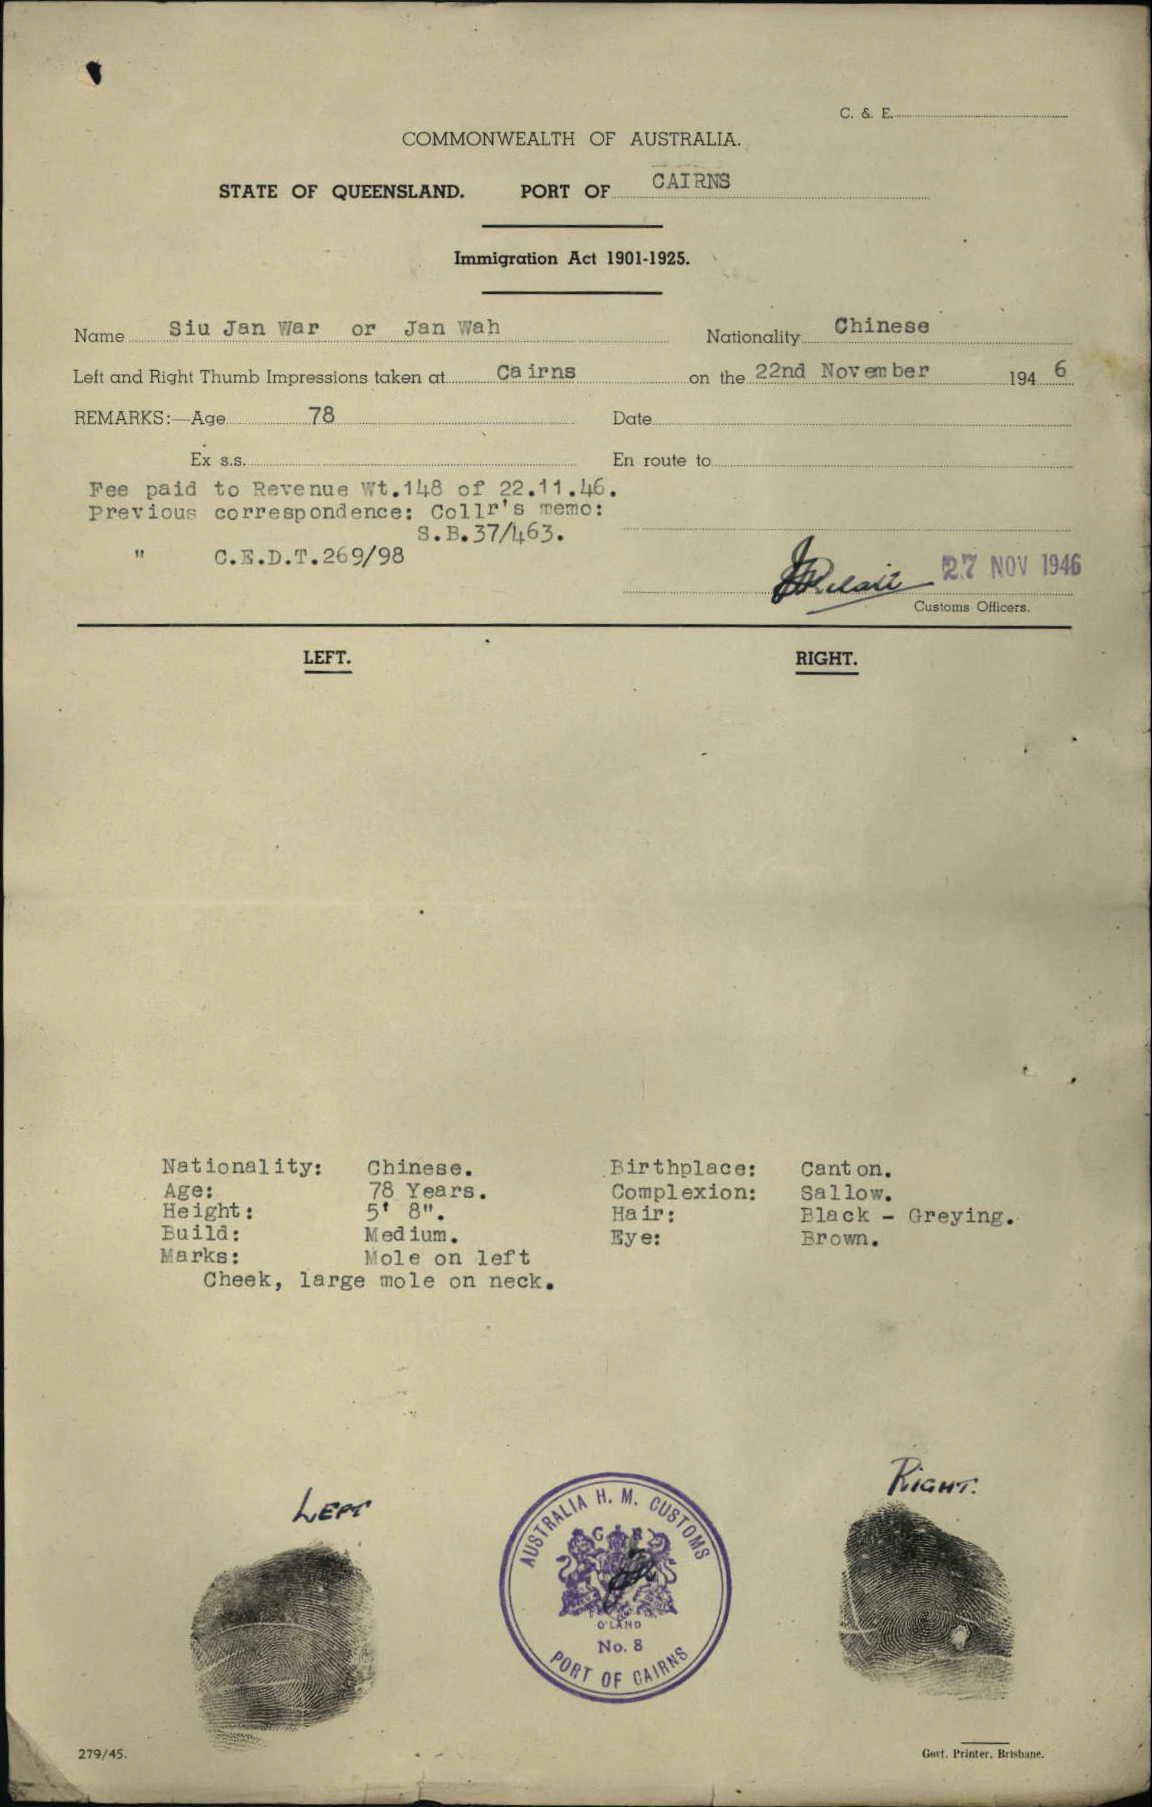 C. & E.
COMMONWEALTH OF AUSTRALIA.
STATE OF QUEENSLAND. PORT OF CAIRNS
Immigration Act 1901-1925.
Name Siu Jan War or Jan Wah Nationality Chinese
Left and Right Thumb Impressions taken at Cairns on the 22nd November 194 6
REMARKS:—Age 78 Date
Ex s.s. En route to
Fee paid to Revenue Wt.148 of 22.11.46.
Previous correspondence: Collr's memo:
S.B.37/463.
" C.E.D.T.269/98
27 NOV 1946
Customs Officers.
LEFT. RIGHT.
Nationality: Chinese. Birthplace: Canton.
Age: 78 Years. Complexion: Sallow.
Height: 5' 8". Hair: Black - Greying.
Build: Medium. Eye: Brown.
Marks: Mole on left
Cheek, large mole on neck.
LEFT RIGHT.
AUSTRALIA H. M. CUSTOMS
G R
Q'LAND
No. 8
PORT OF CAIRNS
279/45. Govt. Printer, Brisbane.